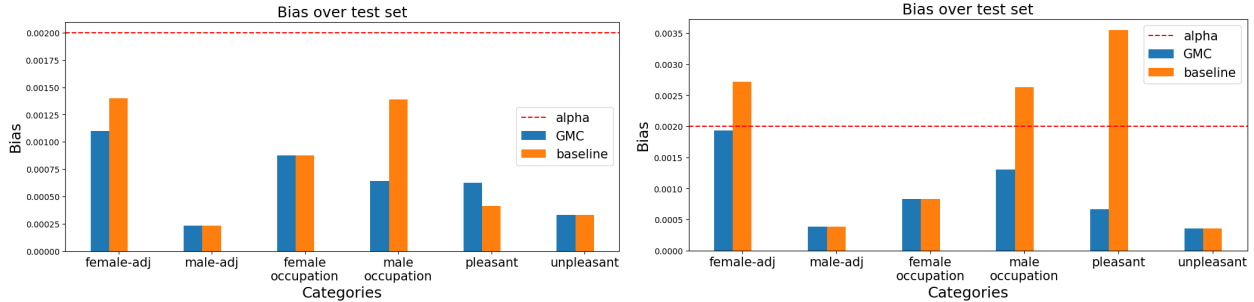 Bias over test set
0.00200
0.00175
0.00150
0.00125
0.00100
0.00075
0.00050
0.00025
0.00000
Bias
alpha
GMC
baseline
female-adj male-adj female occupation male occupation pleasant unpleasant
Categories
Bias over test set
0.0035
0.0030
0.0025
0.0020
0.0015
0.0010
0.0005
0.0000
Bias
alpha
GMC
baseline
female-adj male-adj female occupation male occupation pleasant unpleasant
Categories